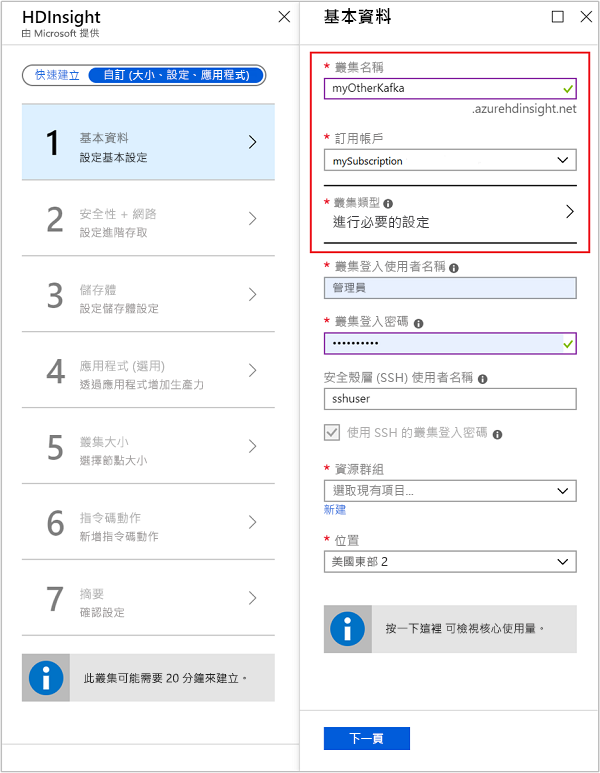 HDInsight
由 Microsoft 提供
快速建立 自訂 (大小、設定、應用程式)
1 基本資料
設定基本設定
2 安全性 + 網路
設定進階存取
3 儲存體
設定儲存體設定
4 應用程式 (選用)
透過應用程式增加生產力
5 叢集大小
選擇節點大小
6 指令碼動作
新增指令碼動作
7 摘要
確認設定
此叢集可能需要 20 分鐘來建立。
基本資料
* 叢集名稱
myOtherKafka
.azurehdinsight.net
* 訂用帳戶
mySubscription
* 叢集類型
進行必要的設定
* 叢集登入使用者名稱
管理員
* 叢集登入密碼
••••••••••
安全殼層 (SSH) 使用者名稱
sshuser
使用 SSH 的叢集登入密碼
* 資源群組
選取現有項目...
新建
* 位置
美國東部 2
按一下這裡 可檢視核心使用量。
下一頁